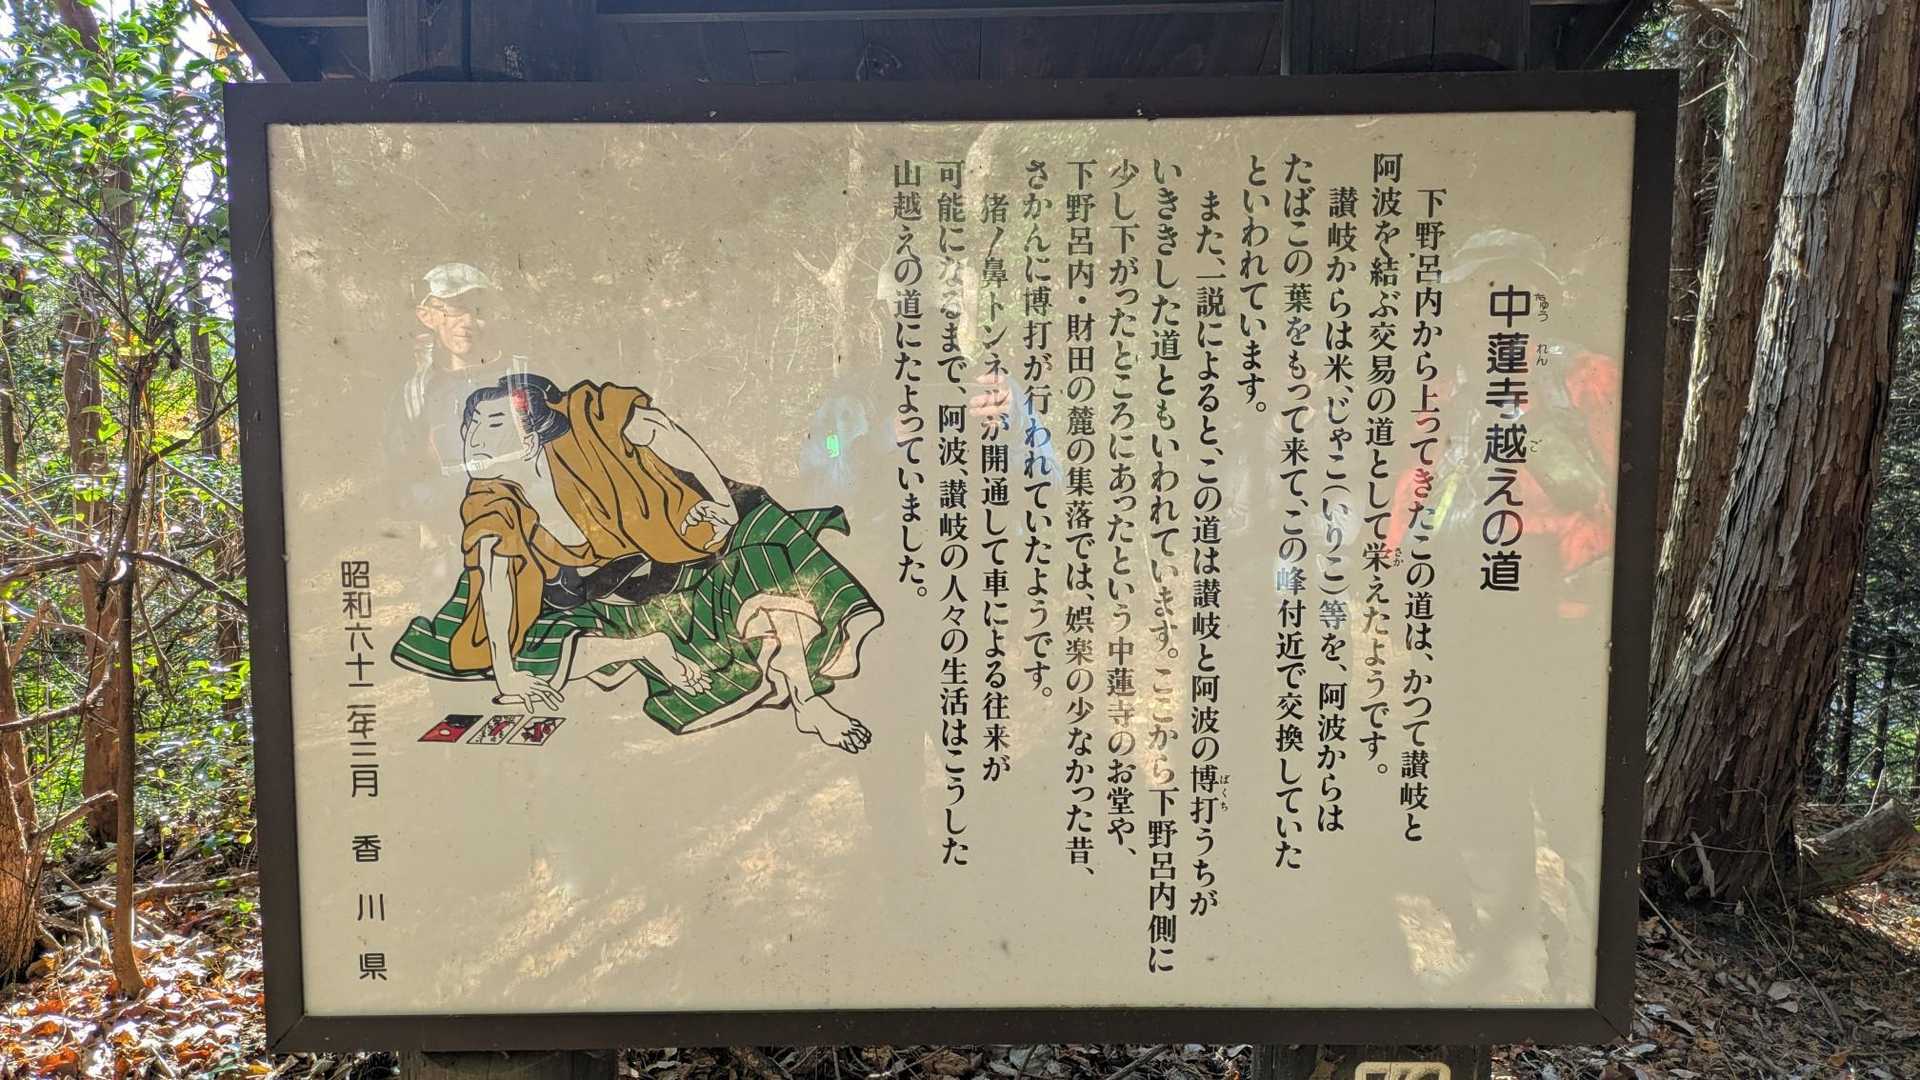 中蓮寺越えの道
ちゅう れん ご
下野呂内から上ってきたこの道は、かつて讃岐と
阿波を結ぶ交易の道として栄えたようです。
さか
讃岐からは米、じゃこ(いりこ)等を、阿波からは
たばこの葉をもって来て、この峰付近で交換していた
といわれています。
また、一説によると、この道は讃岐と阿波の博打うちが
ばくち
いききした道ともいわれています。ここから下野呂内側に
少し下がったところにあったという中蓮寺のお堂や、
下野呂内・財田の麓の集落では、娯楽の少なかった昔、
さかんに博打が行われていたようです。
猪ノ鼻トンネルが開通して車による往来が
可能になるまで、阿波、讃岐の人々の生活はこうした
山越えの道にたよっていました。
昭和六十二年三月 香川県